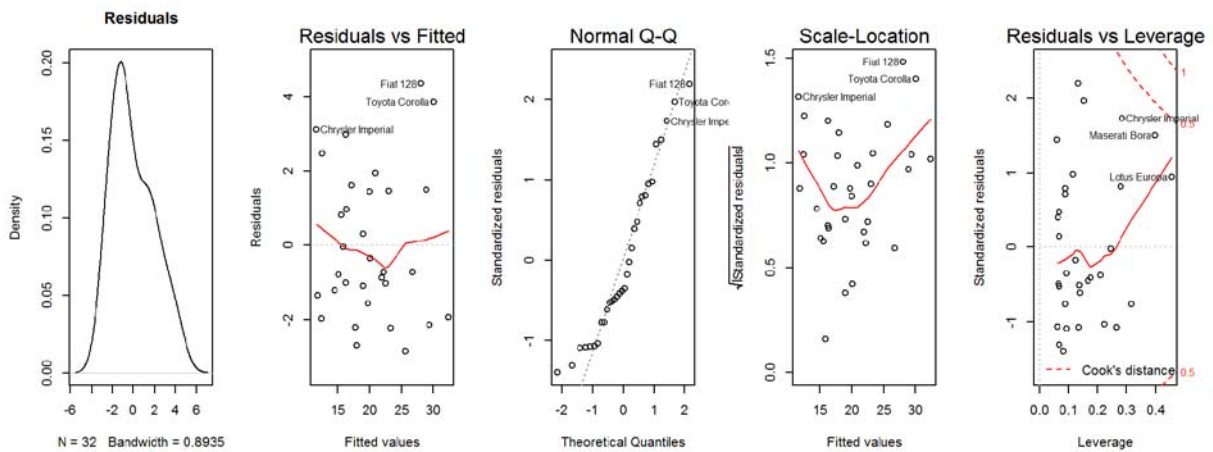 Residuals
Density
0.00
0.05
0.10
0.15
0.20
-6
-4
-2
0
2
4
6
N = 32 Bandwidth = 0.8935
Residuals vs Fitted
Residuals
-2
0
2
4
Fiat 128
Toyota Corolla
Chrysler Imperial
15
20
25
30
Fitted values
Normal Q-Q
Standardized residuals
-1
0
1
2
Fiat 128
Toyota Coro
Chrysler Impe
-2
-1
0
1
2
Theoretical Quantiles
Scale-Location
√|Standardized residuals|
0.0
0.5
1.0
1.5
Fiat 128
Toyota Corolla
Chrysler Imperial
15
20
25
30
Fitted values
Residuals vs Leverage
Standardized residuals
-1
0
1
2
1
Chrysler Imperial
0.5
Maserati Bora
Lotus Europa
Cook's distance
0.5
0.0
0.1
0.2
0.3
0.4
Leverage